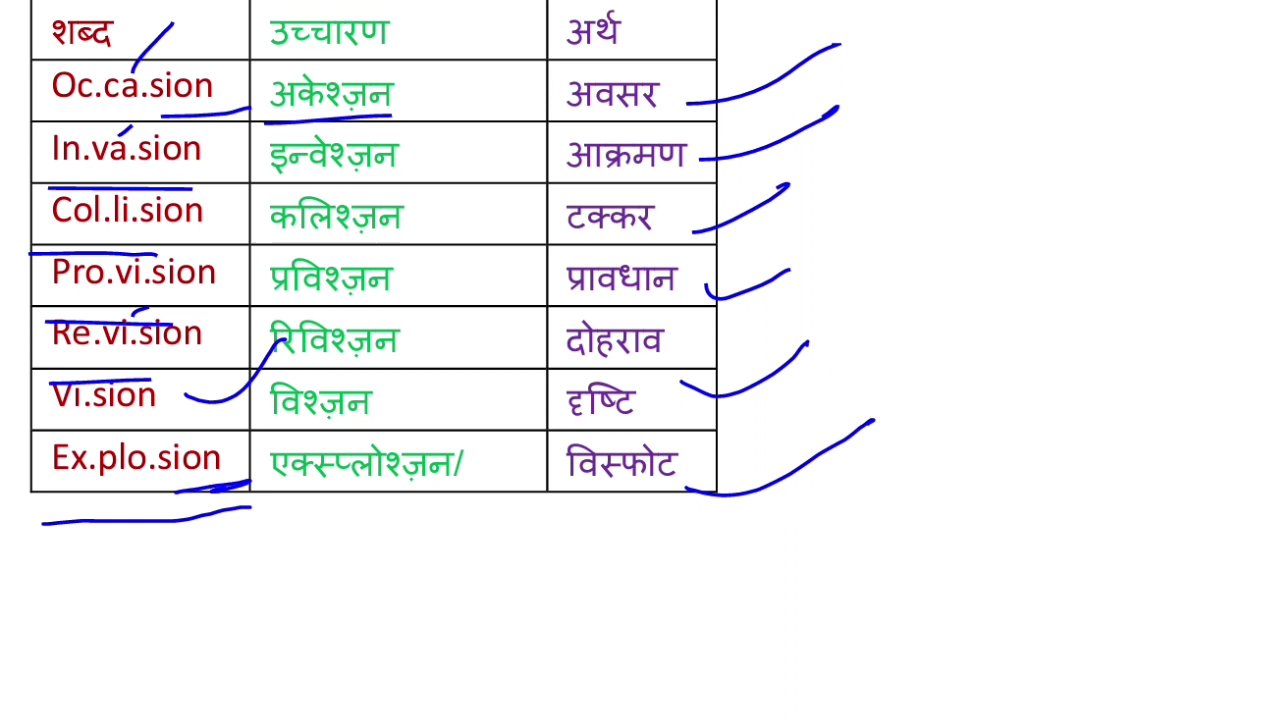 शब्द उच्चारण अर्थ
Oc.ca.sion अकेश्ज़न अवसर
In.va.sion इन्वेश्ज़न आक्रमण
Col.li.sion कलिश्ज़न टक्कर
Pro.vi.sion प्रविश्ज़न प्रावधान
Re.vi.sion रिविश्ज़न दोहराव
Vi.sion विश्ज़न दृष्टि
Ex.plo.sion एक्स्प्लोश्ज़न/ विस्फोट